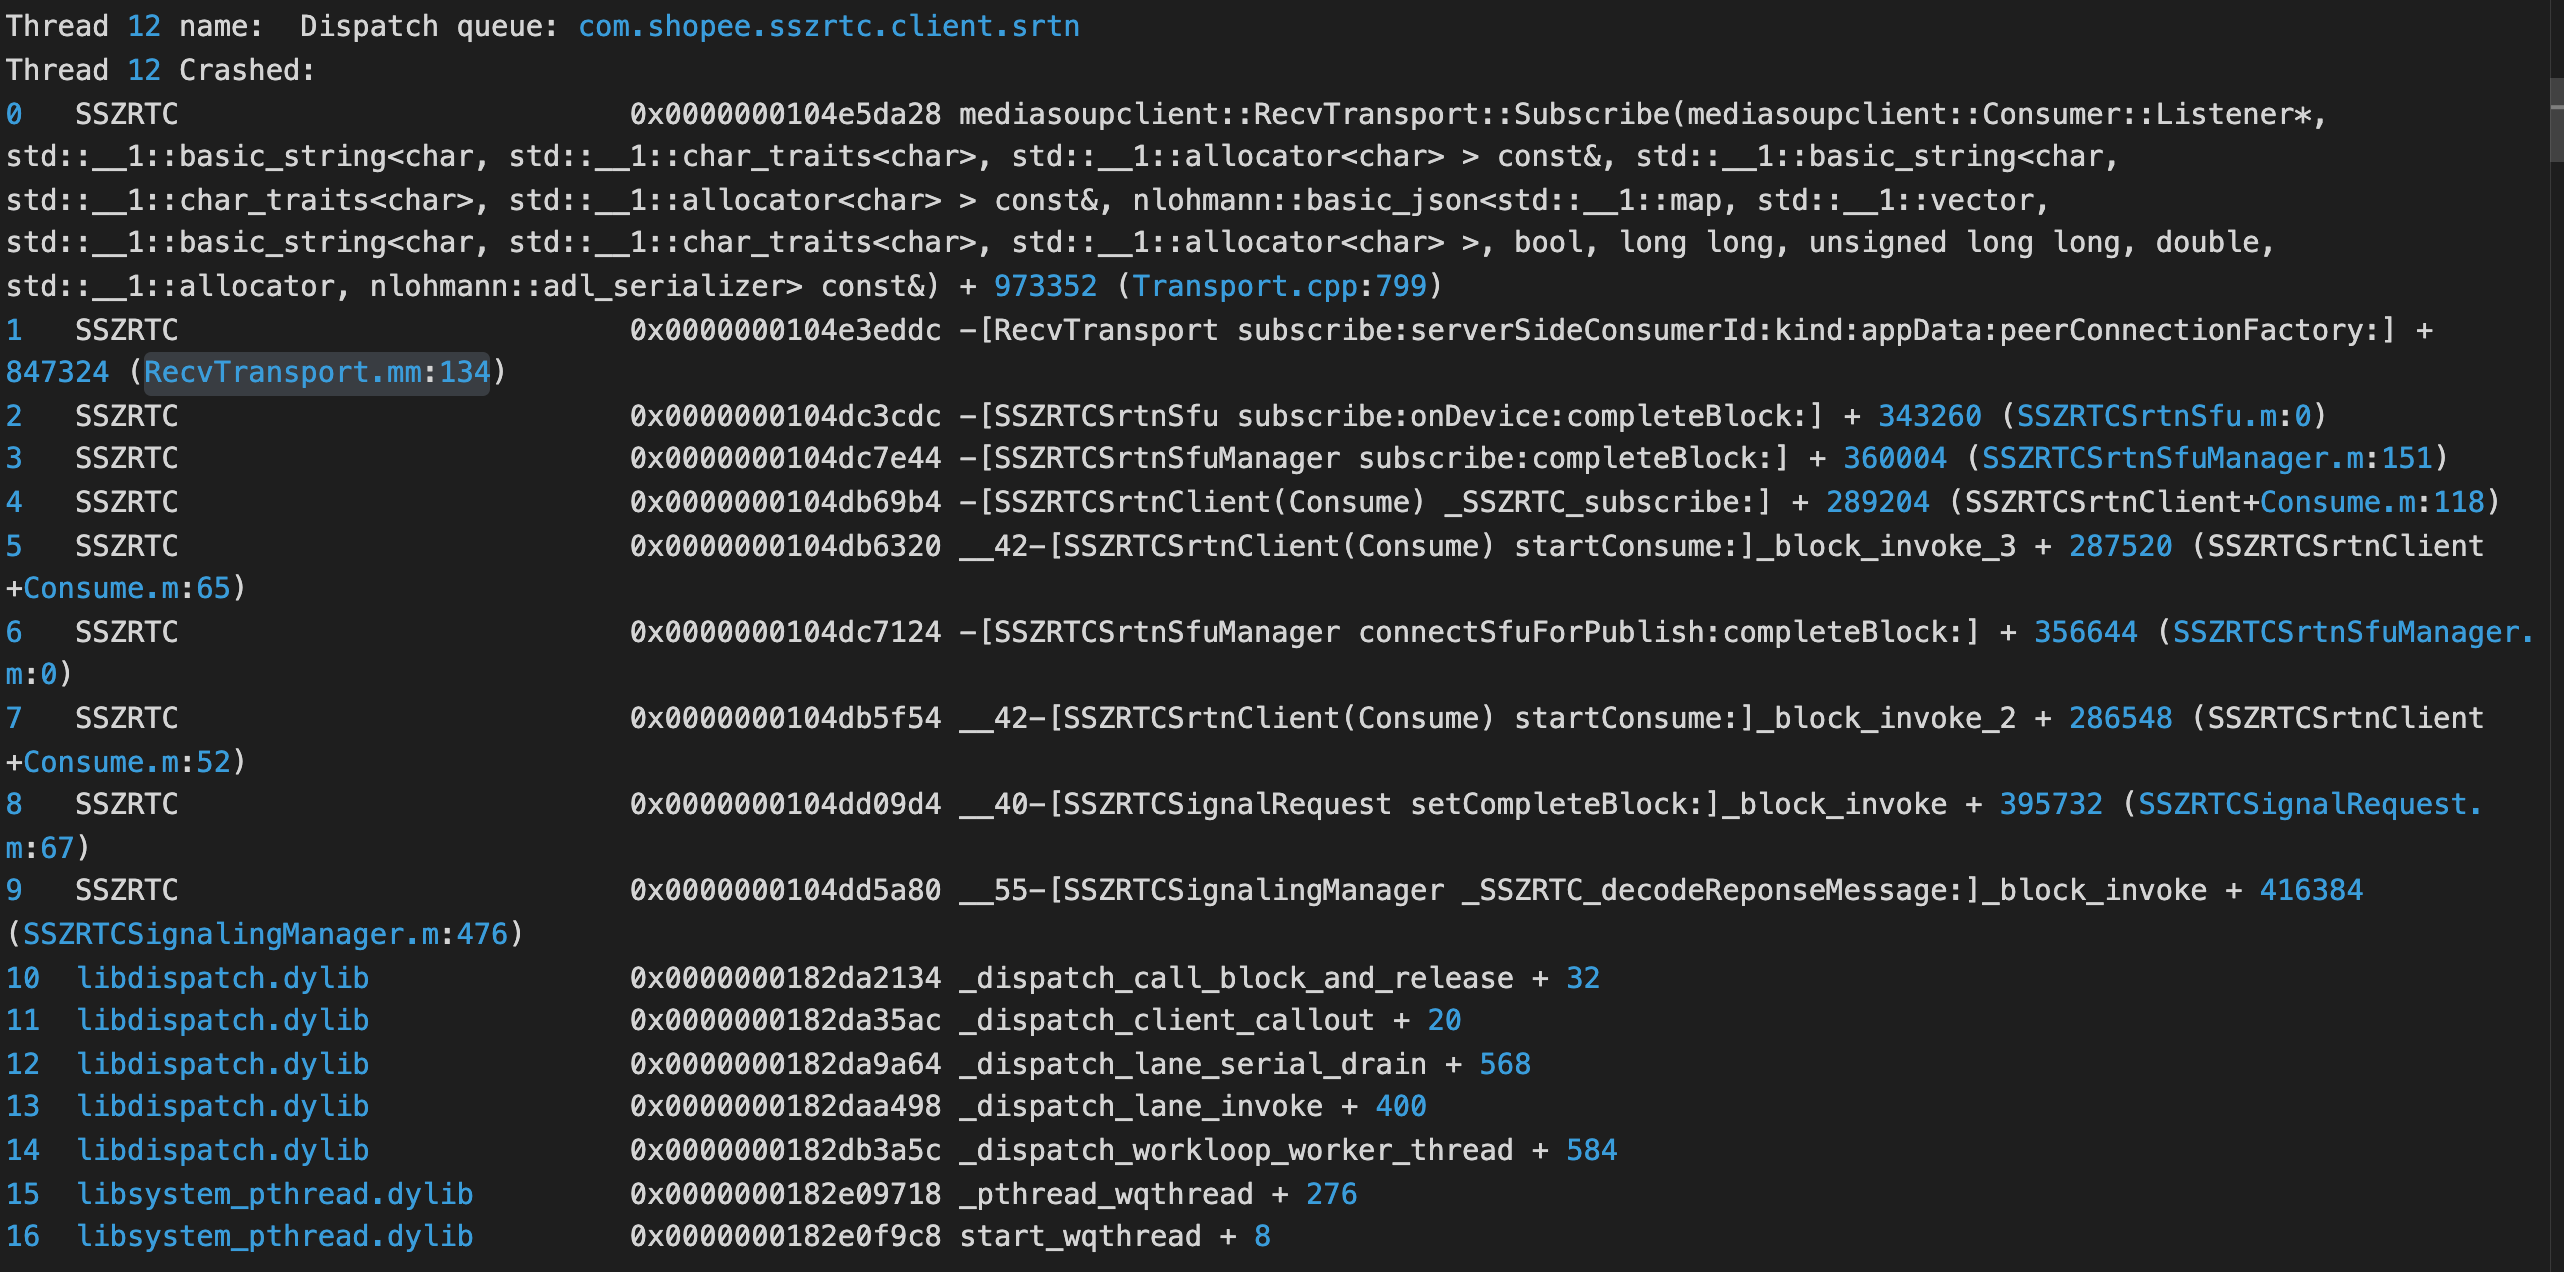 Thread 12 name:  Dispatch queue: com.shopee.sszrtc.client.srtn
Thread 12 Crashed:
0   SSZRTC                          0x0000000104e5da28 mediasoupclient::RecvTransport::Subscribe(mediasoupclient::Consumer::Listener*,
std::__1::basic_string<char, std::__1::char_traits<char>, std::__1::allocator<char> > const&, std::__1::basic_string<char,
std::__1::char_traits<char>, std::__1::allocator<char> > const&, nlohmann::basic_json<std::__1::map, std::__1::vector,
std::__1::basic_string<char, std::__1::char_traits<char>, std::__1::allocator<char> >, bool, long long, unsigned long long, double,
std::__1::allocator, nlohmann::adl_serializer> const&) + 973352 (Transport.cpp:799)
1   SSZRTC                          0x0000000104e3eddc -[RecvTransport subscribe:serverSideConsumerId:kind:appData:peerConnectionFactory:] +
847324 (RecvTransport.mm:134)
2   SSZRTC                          0x0000000104dc3cdc -[SSZRTCSrtnSfu subscribe:onDevice:completeBlock:] + 343260 (SSZRTCSrtnSfu.m:0)
3   SSZRTC                          0x0000000104dc7e44 -[SSZRTCSrtnSfuManager subscribe:completeBlock:] + 360004 (SSZRTCSrtnSfuManager.m:151)
4   SSZRTC                          0x0000000104db69b4 -[SSZRTCSrtnClient(Consume) _SSZRTC_subscribe:] + 289204 (SSZRTCSrtnClient+Consume.m:118)
5   SSZRTC                          0x0000000104db6320 __42-[SSZRTCSrtnClient(Consume) startConsume:]_block_invoke_3 + 287520 (SSZRTCSrtnClient
+Consume.m:65)
6   SSZRTC                          0x0000000104dc7124 -[SSZRTCSrtnSfuManager connectSfuForPublish:completeBlock:] + 356644 (SSZRTCSrtnSfuManager.
m:0)
7   SSZRTC                          0x0000000104db5f54 __42-[SSZRTCSrtnClient(Consume) startConsume:]_block_invoke_2 + 286548 (SSZRTCSrtnClient
+Consume.m:52)
8   SSZRTC                          0x0000000104dd09d4 __40-[SSZRTCSignalRequest setCompleteBlock:]_block_invoke + 395732 (SSZRTCSignalRequest.
m:67)
9   SSZRTC                          0x0000000104dd5a80 __55-[SSZRTCSignalingManager _SSZRTC_decodeReponseMessage:]_block_invoke + 416384
(SSZRTCSignalingManager.m:476)
10  libdispatch.dylib               0x0000000182da2134 _dispatch_call_block_and_release + 32
11  libdispatch.dylib               0x0000000182da35ac _dispatch_client_callout + 20
12  libdispatch.dylib               0x0000000182da9a64 _dispatch_lane_serial_drain + 568
13  libdispatch.dylib               0x0000000182daa498 _dispatch_lane_invoke + 400
14  libdispatch.dylib               0x0000000182db3a5c _dispatch_workloop_worker_thread + 584
15  libsystem_pthread.dylib         0x0000000182e09718 _pthread_wqthread + 276
16  libsystem_pthread.dylib         0x0000000182e0f9c8 start_wqthread + 8